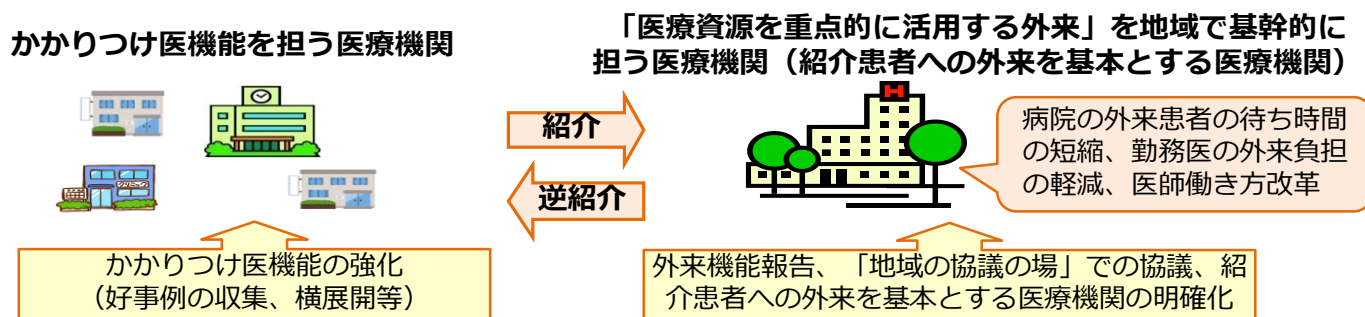 かかりつけ医機能を担う医療機関
「医療資源を重点的に活用する外来」を地域で基幹的に
担う医療機関(紹介患者への外来を基本とする医療機関)
紹介
逆紹介
H
病院の外来患者の待ち時間
の短縮、勤務医の外来負担
の軽減、医師働き方改革
かかりつけ医機能の強化
(好事例の収集、横展開等)
外来機能報告、「地域の協議の場」での協議、紹
介患者への外来を基本とする医療機関の明確化